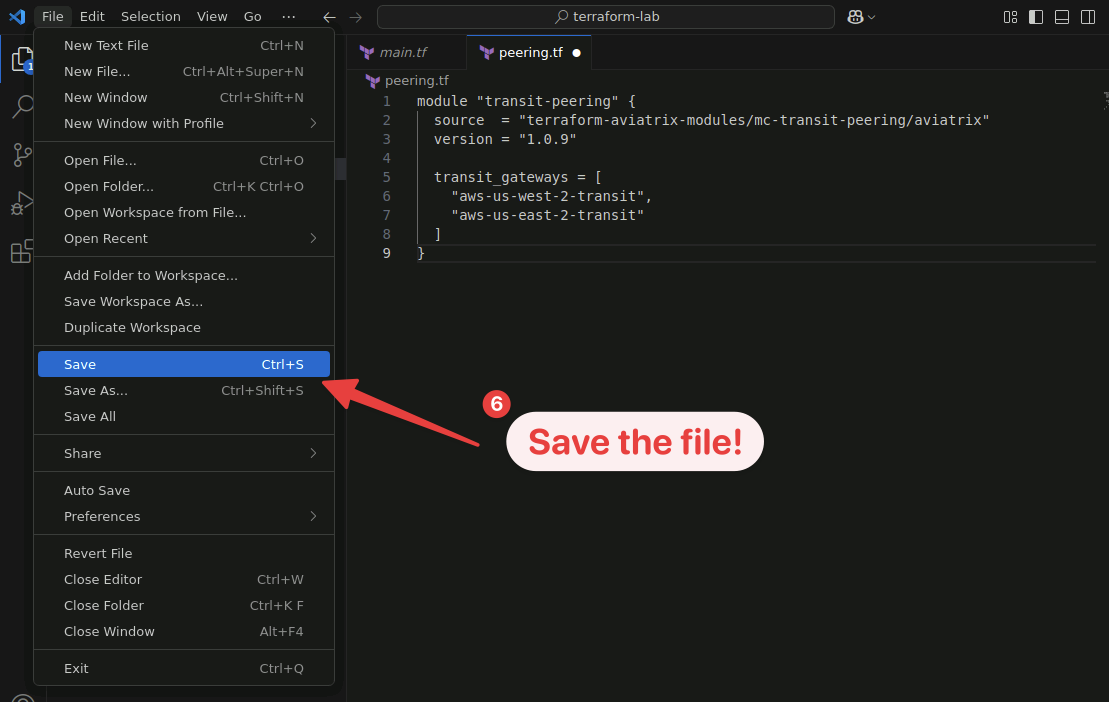 File Edit Selection View Go ··· terraform-lab
New Text File Ctrl+N
New File... Ctrl+Alt+Super+N
New Window Ctrl+Shift+N
New Window with Profile
Open File... Ctrl+O
Open Folder... Ctrl+K Ctrl+O
Open Workspace from File...
Open Recent
Add Folder to Workspace...
Save Workspace As...
Duplicate Workspace
Save Ctrl+S
Save As... Ctrl+Shift+S
Save All
Share
Auto Save
Preferences
Revert File
Close Editor Ctrl+W
Close Folder Ctrl+K F
Close Window Alt+F4
Exit Ctrl+Q
1
main.tf peering.tf
peering.tf
1 module "transit-peering" {
2 source  = "terraform-aviatrix-modules/mc-transit-peering/aviatrix"
3 version = "1.0.9"
4
5 transit_gateways = [
6 "aws-us-west-2-transit",
7 "aws-us-east-2-transit"
8 ]
9 }
6
Save the file!